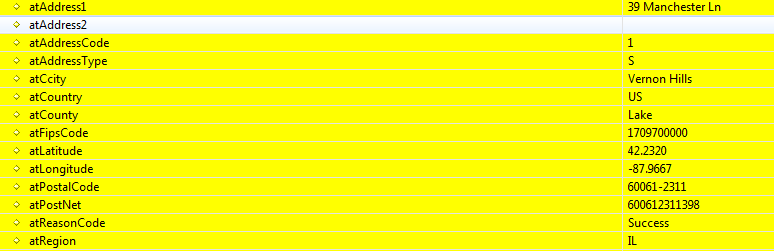 atAddress1 39 Manchester Ln
atAddress2
atAddressCode 1
atAddressType S
atCcity Vernon Hills
atCountry US
atCounty Lake
atFipsCode 1709700000
atLatitude 42.2320
atLongitude -87.9667
atPostalCode 60061-2311
atPostNet 600612311398
atReasonCode Success
atRegion IL